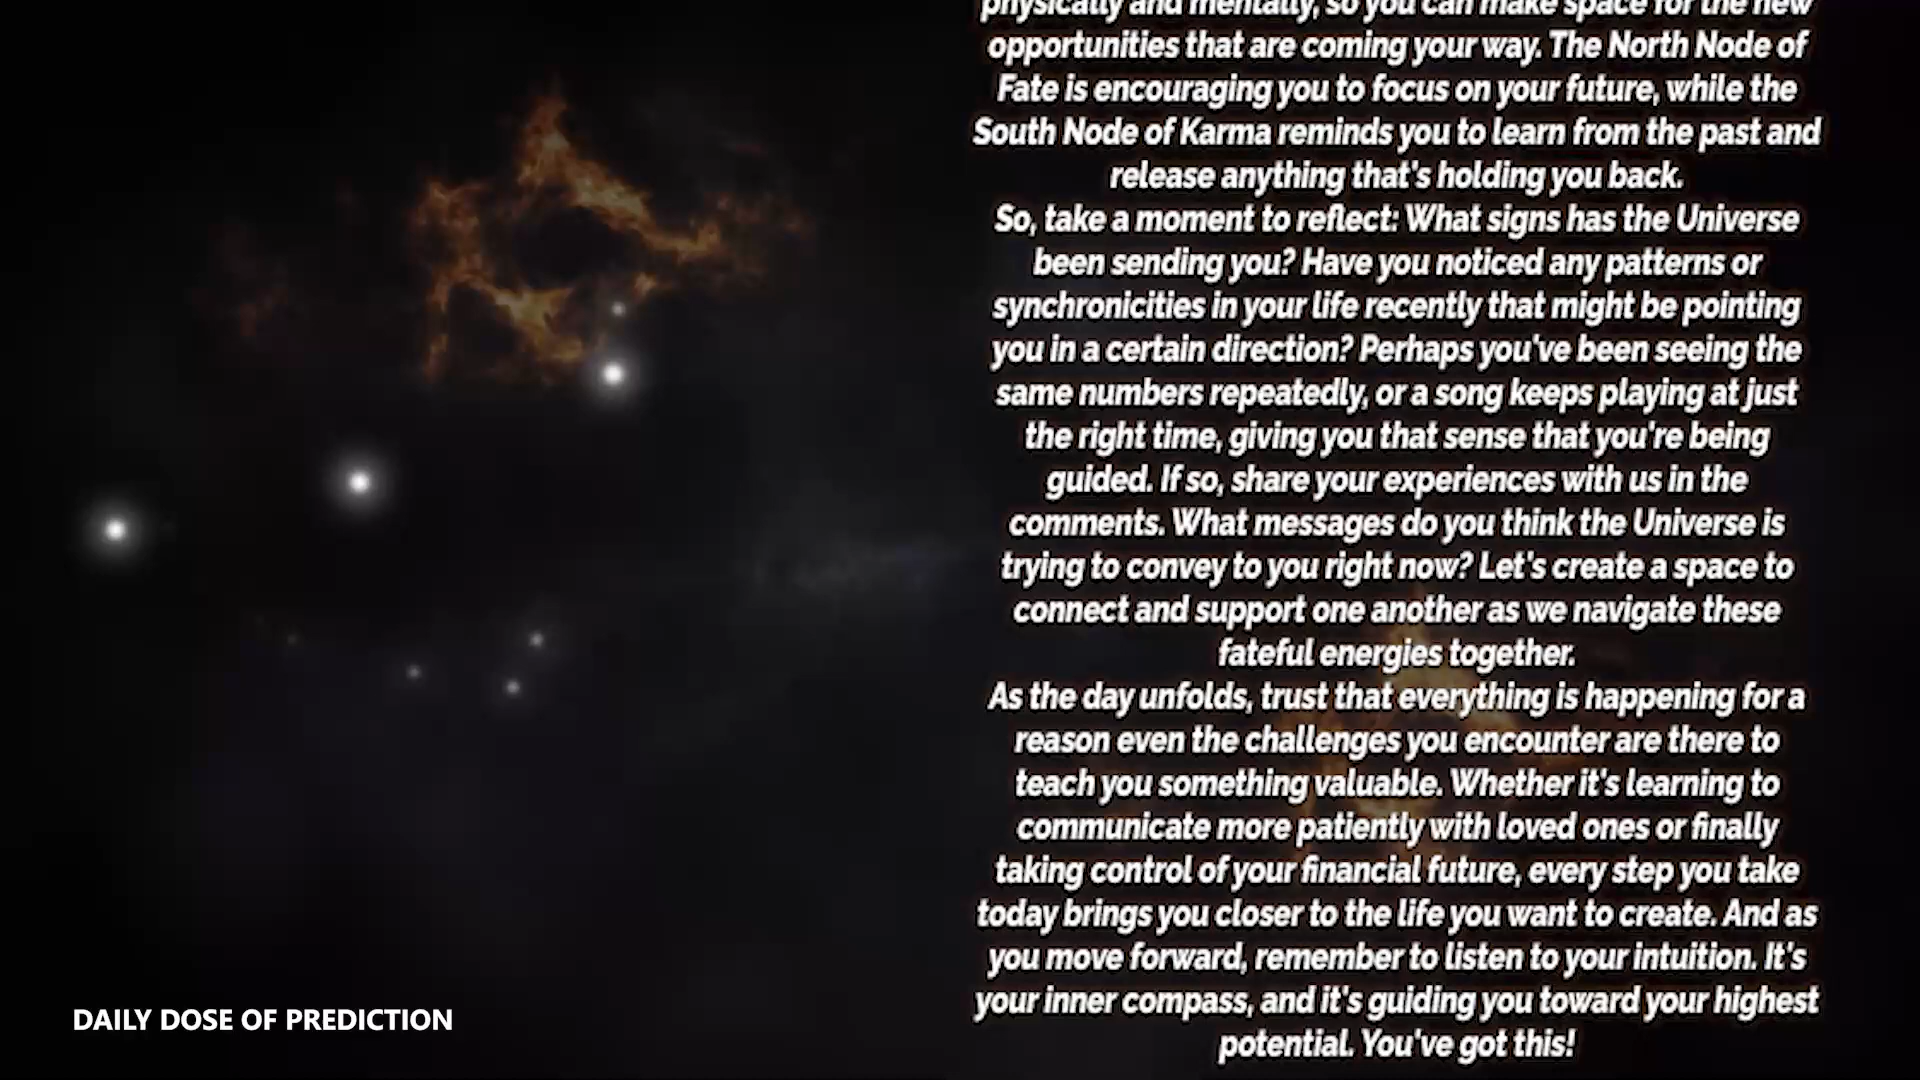 physically and mentally, so you can make space for the new
opportunities that are coming your way. The North Node of
Fate is encouraging you to focus on your future, while the
South Node of Karma reminds you to learn from the past and
release anything that's holding you back.
So, take a moment to reflect: What signs has the Universe
been sending you? Have you noticed any patterns or
synchronicities in your life recently that might be pointing
you in a certain direction? Perhaps you've been seeing the
same numbers repeatedly, or a song keeps playing at just
the right time, giving you that sense that you're being
guided. If so, share your experiences with us in the
comments. What messages do you think the Universe is
trying to convey to you right now? Let's create a space to
connect and support one another as we navigate these
fateful energies together.
As the day unfolds, trust that everything is happening for a
reason even the challenges you encounter are there to
teach you something valuable. Whether it's learning to
communicate more patiently with loved ones or finally
taking control of your financial future, every step you take
today brings you closer to the life you want to create. And as
you move forward, remember to listen to your intuition. It's
your inner compass, and it's guiding you toward your highest
potential. You've got this!
DAILY DOSE OF PREDICTION